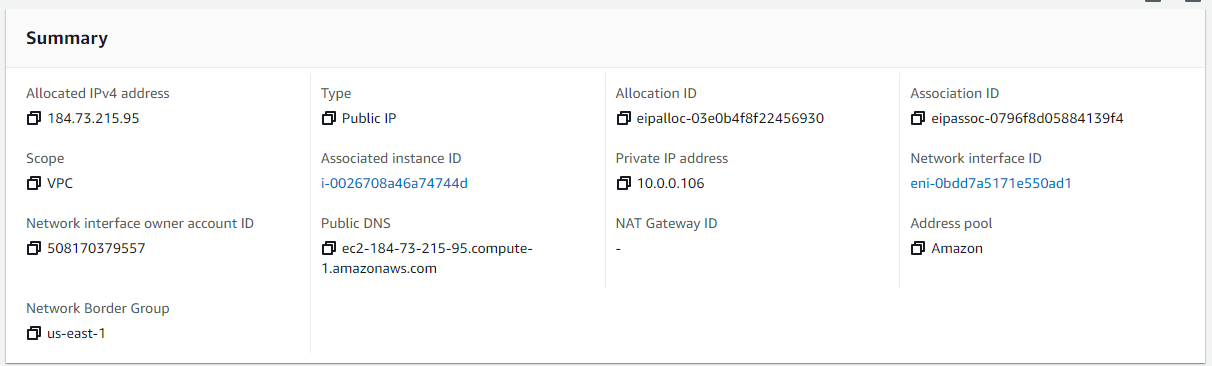 Summary
Allocated IPv4 address
184.73.215.95
Type
Public IP
Allocation ID
eipalloc-03e0b4f8f22456930
Association ID
eipassoc-0796f8d05884139f4
Scope
VPC
Associated instance ID
i-0026708a46a74744d
Private IP address
10.0.0.106
Network interface ID
eni-0bdd7a5171e550ad1
Network interface owner account ID
508170379557
Public DNS
ec2-184-73-215-95.compute-
1.amazonaws.com
NAT Gateway ID
-
Address pool
Amazon
Network Border Group
us-east-1